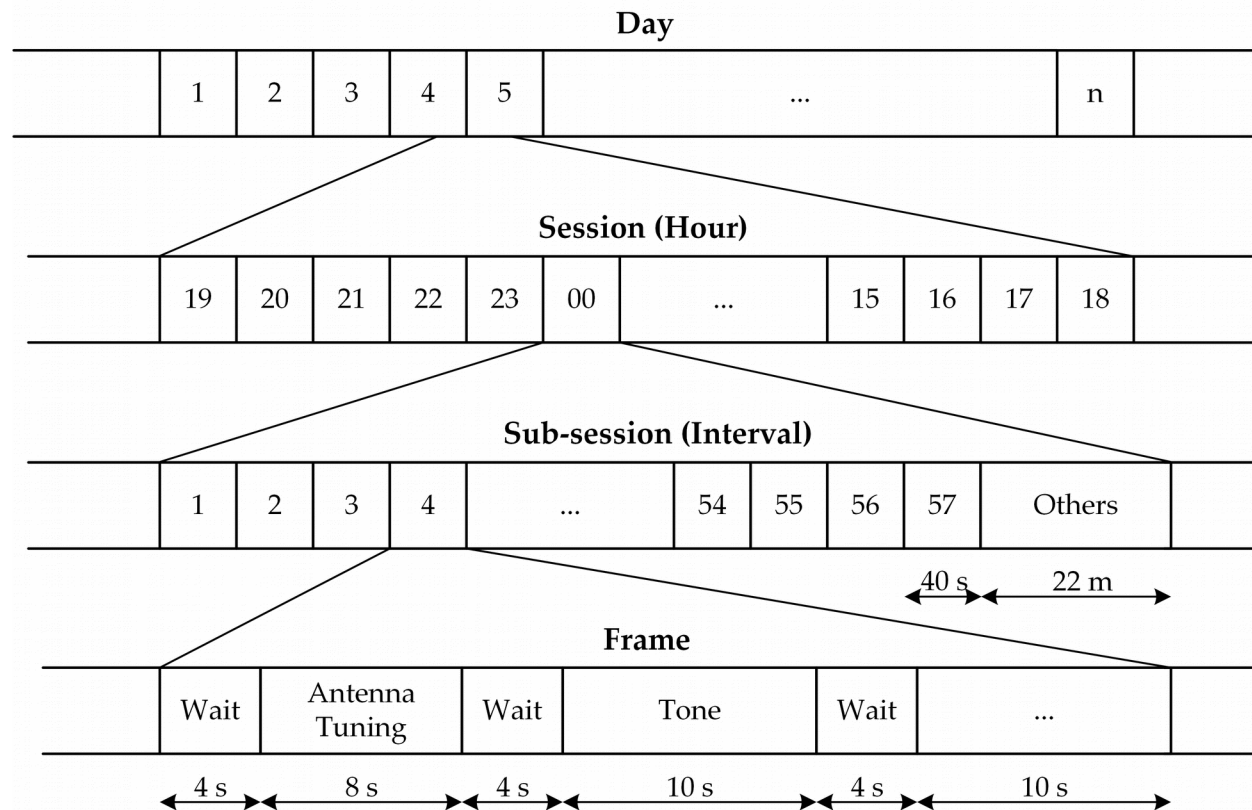 Day
1 2 3 4 5 ... n
Session (Hour)
19 20 21 22 23 00 ... 15 16 17 18
Sub-session (Interval)
1 2 3 4 ... 54 55 56 57 Others
40 s 22 m
Frame
Wait Antenna Tuning Wait Tone Wait ...
4 s 8 s 4 s 10 s 4 s 10 s